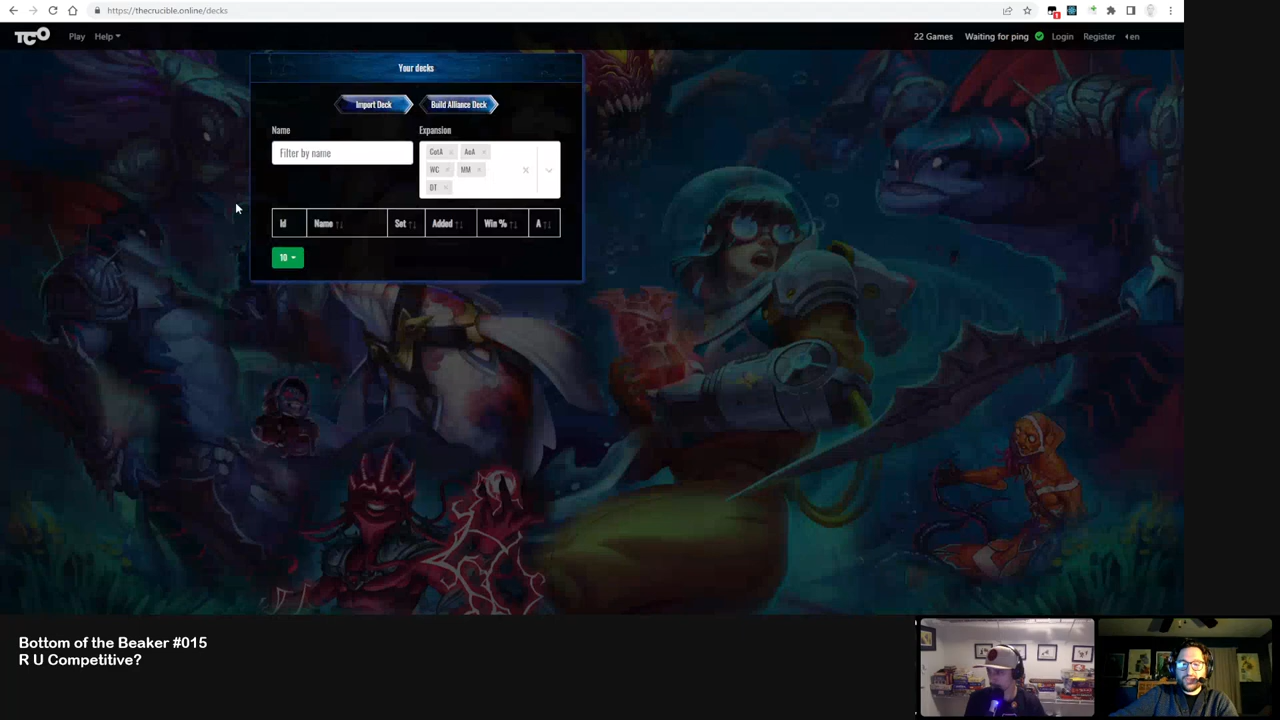 https://thecrucible.online/decks
1
TCO
Play
Help
22 Games
Waiting for ping
Login
Register
en
Your decks
Import Deck
Build Alliance Deck
Name
Expansion
Filter by name
CotA ×
AoA ×
WC ×
MM ×
DT ×
Id
Name
Set
Added
Win %
A
10
Bottom of the Beaker #015
R U Competitive?